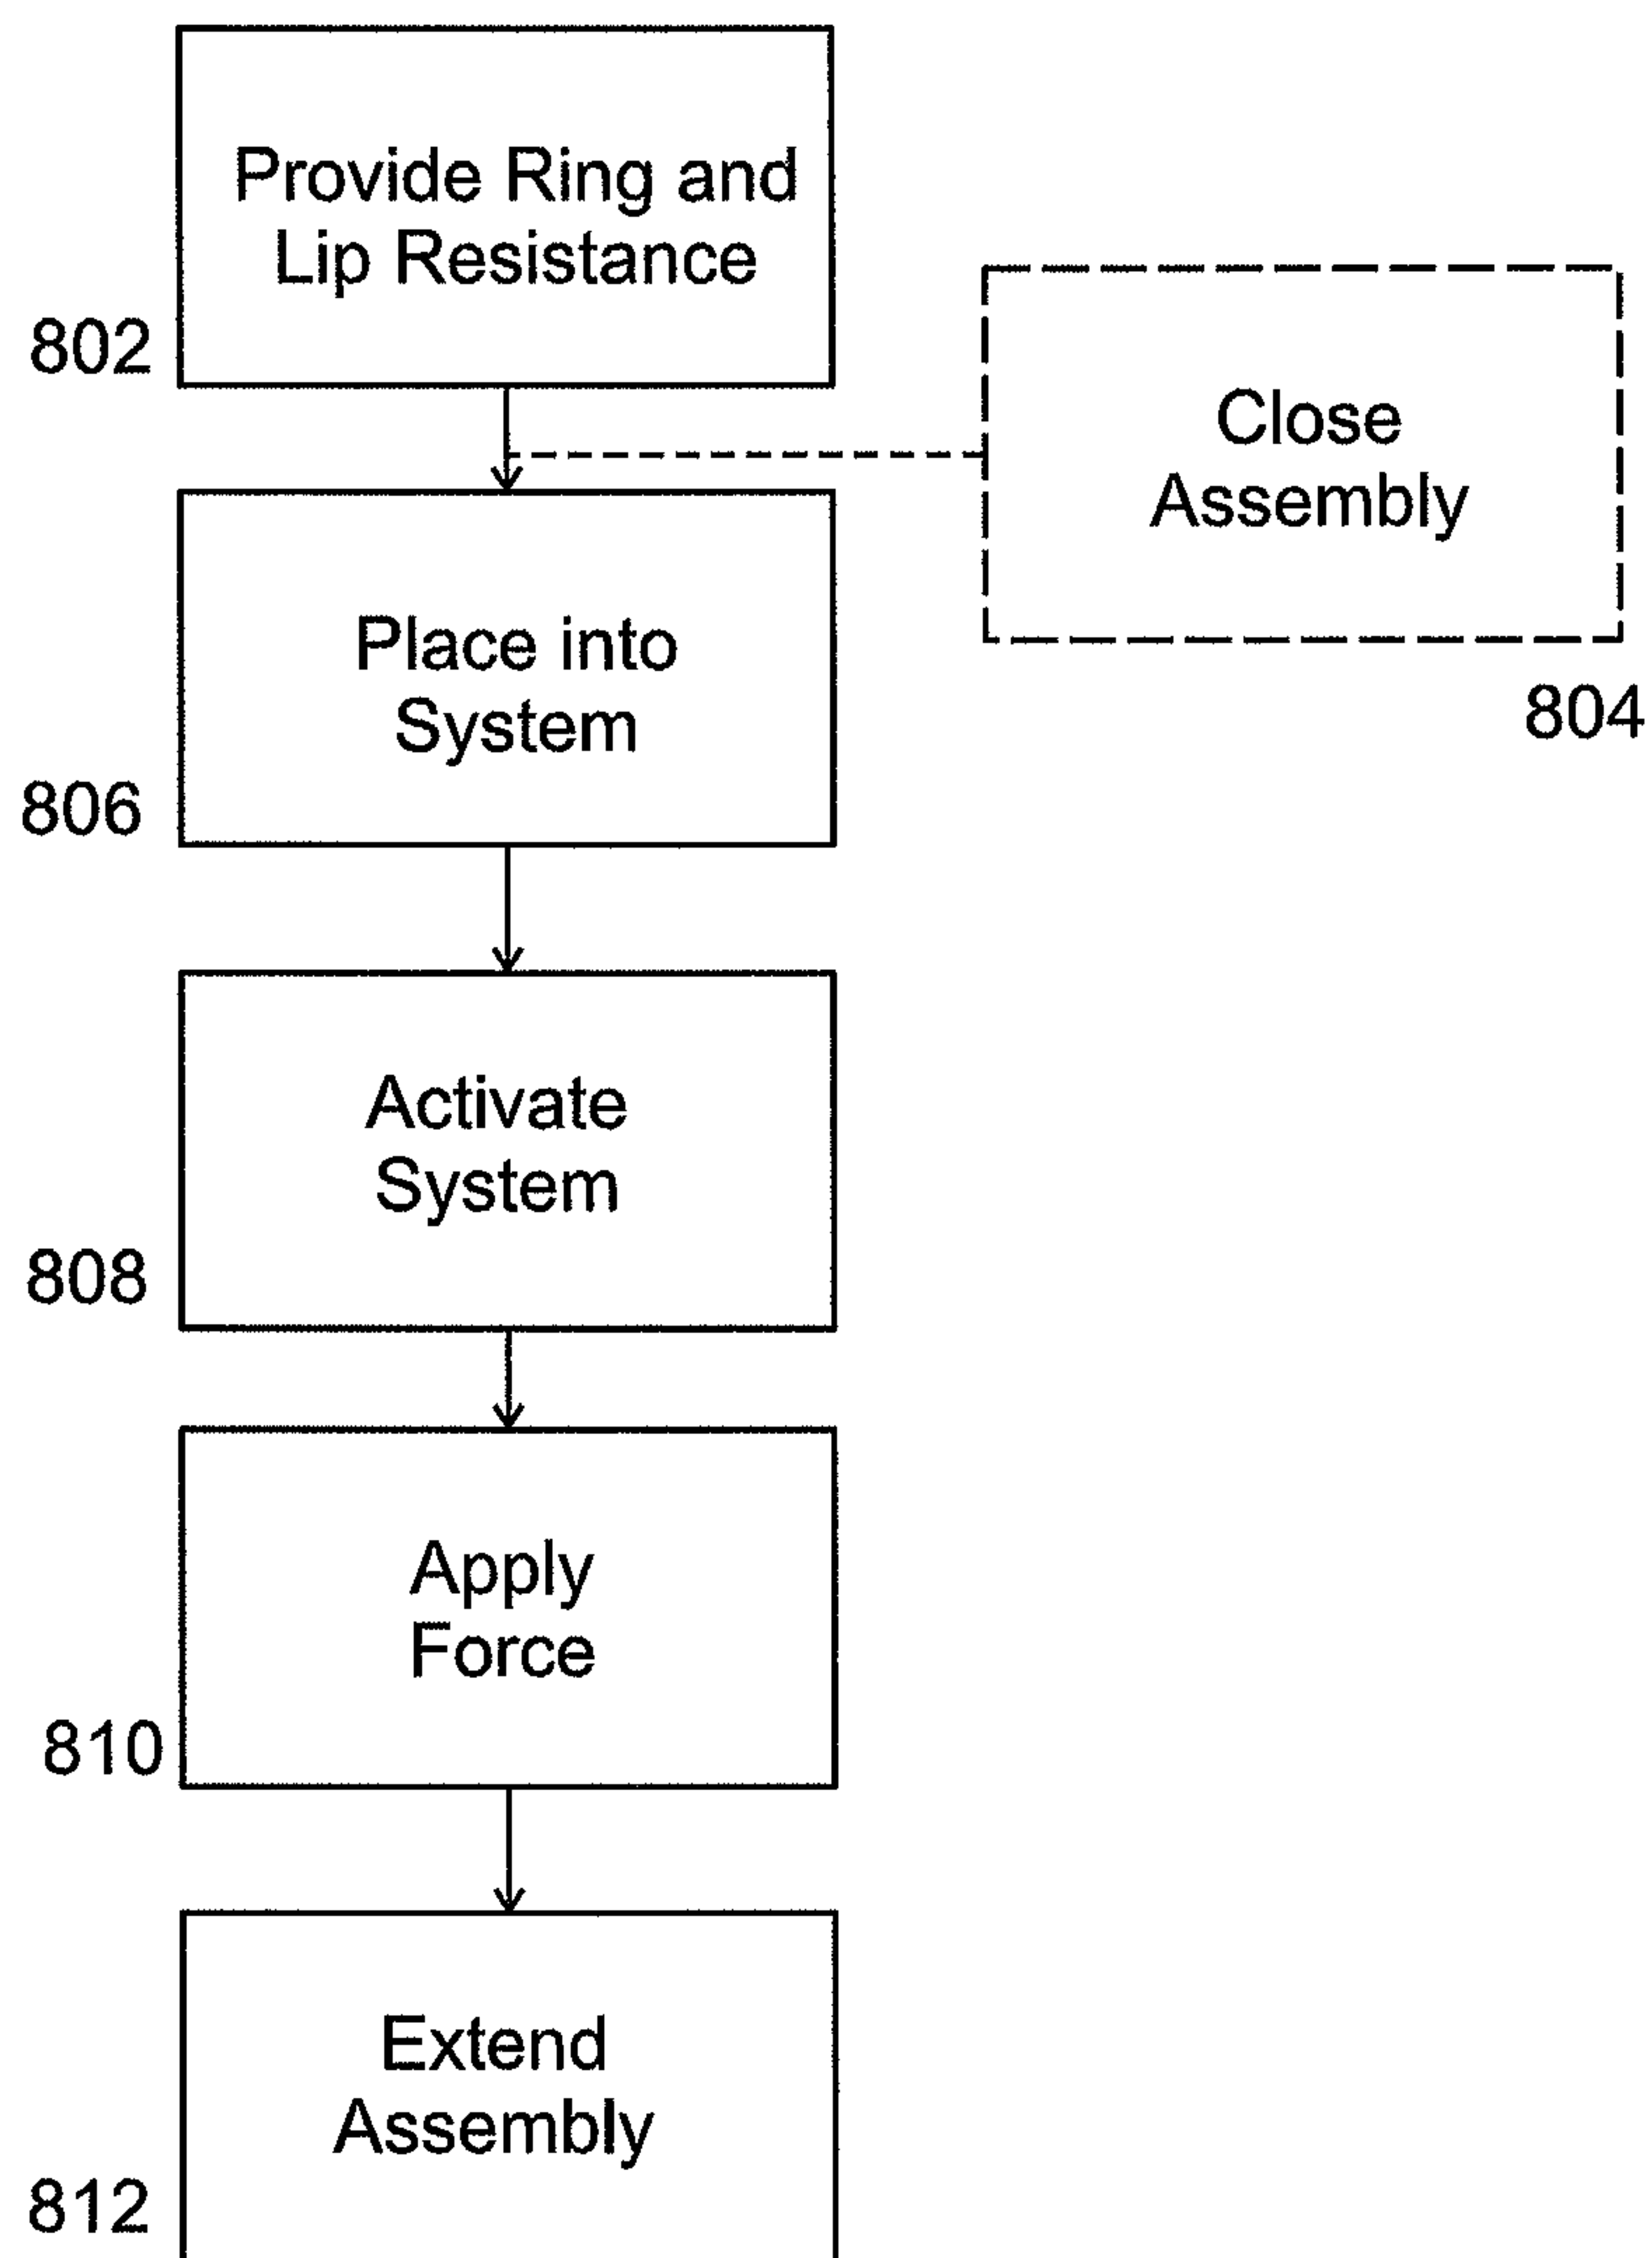 Provide Ring and
Lip Resistance
802
Close
Assembly
804
Place into
System
806
Activate
System
808
Apply
Force
810
Extend
Assembly
812